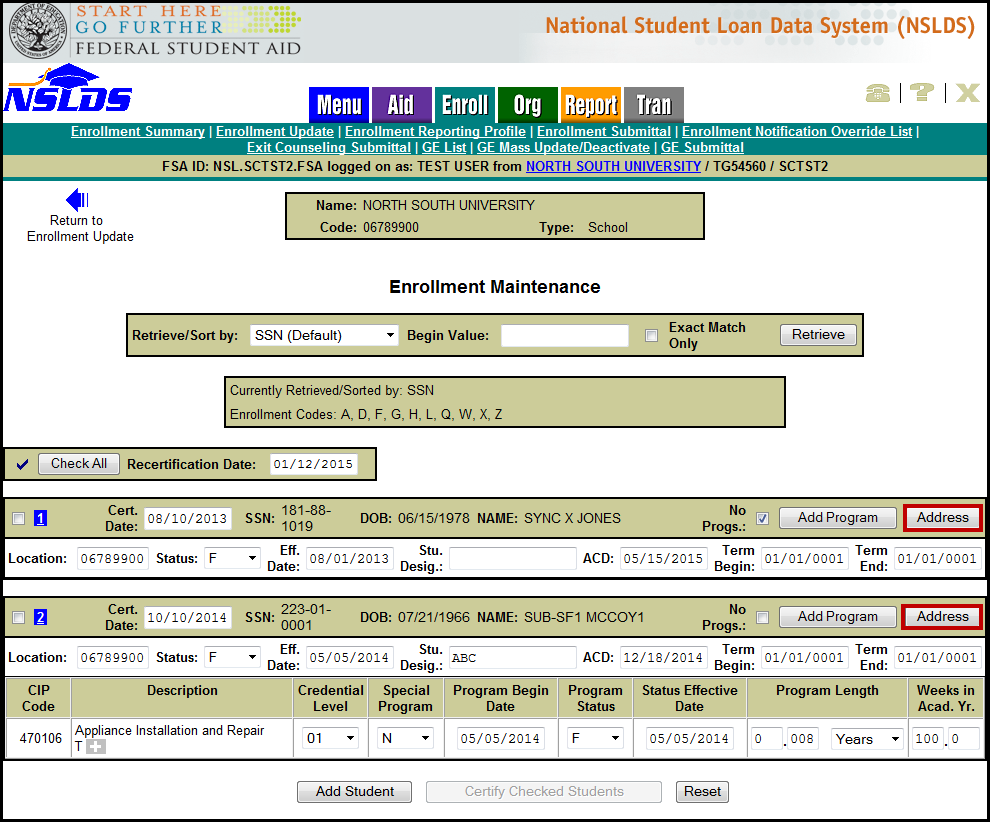 START HERE
GO FURTHER
FEDERAL STUDENT AID
National Student Loan Data System (NSLDS)
NSLDS
Menu Aid Enroll Org Report Tran
?
X
Enrollment Summary | Enrollment Update | Enrollment Reporting Profile | Enrollment Submittal | Enrollment Notification Override List |
Exit Counseling Submittal | GE List | GE Mass Update/Deactivate | GE Submittal
FSA ID: NSL.SCTST2.FSA logged on as: TEST USER from NORTH SOUTH UNIVERSITY / TG54560 / SCTST2
Return to
Enrollment Update
Name: NORTH SOUTH UNIVERSITY
Code: 06789900 Type: School
Enrollment Maintenance
Retrieve/Sort by: SSN (Default) Begin Value: Exact Match Only Retrieve
Currently Retrieved/Sorted by: SSN
Enrollment Codes: A, D, F, G, H, L, Q, W, X, Z
Check All Recertification Date: 01/12/2015
1 Cert. Date: 08/10/2013 SSN: 181-88-1019 DOB: 06/15/1978 NAME: SYNC X JONES No Progs.: Add Program Address
Location: 06789900 Status: F Eff. Date: 08/01/2013 Stu. Desig.: ACD: 05/15/2015 Term Begin: 01/01/0001 Term End: 01/01/0001
2 Cert. Date: 10/10/2014 SSN: 223-01-0001 DOB: 07/21/1966 NAME: SUB-SF1 MCCOY1 No Progs.: Add Program Address
Location: 06789900 Status: F Eff. Date: 05/05/2014 Stu. Desig.: ABC ACD: 12/18/2014 Term Begin: 01/01/0001 Term End: 01/01/0001
CIP Code Description Credential Level Special Program Program Begin Date Program Status Status Effective Date Program Length Weeks in Acad. Yr.
470106 Appliance Installation and Repair T 01 N 05/05/2014 F 05/05/2014 0 . 008 Years 100 . 0
Add Student Certify Checked Students Reset